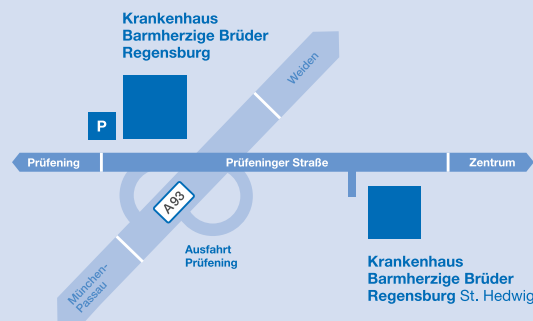 Krankenhaus
Barmherzige Brüder
Regensburg
Weiden
P
Prüfening
Prüfeninger Straße
Zentrum
A 93
Ausfahrt
Prüfening
München-
Passau
Krankenhaus
Barmherzige Brüder
Regensburg St. Hedwig